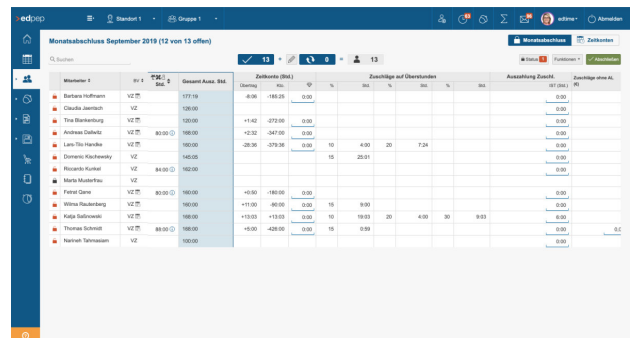 edpep Standort 1 Gruppe 1 edtime Abmelden
Monatsabschluss September 2019 (12 von 13 offen) Monatsabschluss Zeitkonten
Suchen 13 + 0 = 13 Status Funktionen Abschließen
Zeitkonto (Std.) Zuschläge auf Überstunden Auszahlung Zuschl. Zuschläge ohne AL (€)
Mitarbeiter BV Std. Gesamt Ausz. Std. Übertrag % Std. % Std. % Std. IST (Std.)
Barbara Hoffmann VZ 177:16 -8:06 -185:25 0:00 0:00
Claudia Jaenisch VZ 126:00 0:00
Tina Blankenburg VZ 120:00 +1:42 -272:00 0:00 0:00
Andreas Dallwitz VZ 80:00 168:00 +2:32 -347:00 0:00 0:00
Lars-Tilo Handke VZ 160:00 -28:36 -379:36 0:00 10 4:00 20 7:24 0:00
Domenic Kischewsky VZ 145:05 15 25:01 0:00
Riccardo Kunkel VZ 84:00 162:00 0:00
Marta Musterfrau VZ
Fetret Qene VZ 80:00 160:00 +0:50 -180:00 0:00 0:00
Wilma Rautenberg VZ 160:00 +11:00 -80:00 0:00 15 9:00 0:00
Katja Saßnowski VZ 188:00 +13:03 +13:03 0:00 10 19:03 20 4:00 30 9:03 6:00
Thomas Schmidt VZ 88:00 168:00 +5:00 -426:00 0:00 15 0:59 0:00
Narineh Tahmassen VZ 100:00 0:00